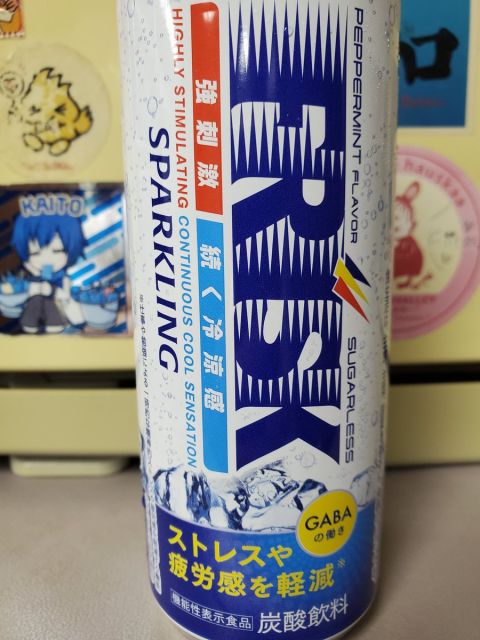 PEPPERMINT FLAVOR
SUGARLESS
FRISK
強刺激
続く冷涼感
HIGHLY STIMULATING CONTINUOUS COOL SENSATION
SPARKLING
GABA
の働き
ストレスや
疲労感を軽減※
機能性表示食品
炭酸飲料
KAITO